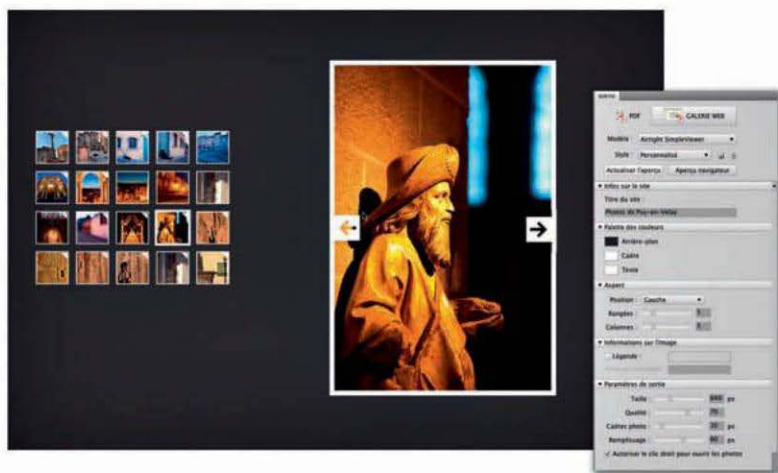 SORTIE
PDF GALERIE WEB
Modèle : Airtight SimpleViewer
Style : Personnalisé
Actualiser l'aperçu Aperçu navigateur
Infos sur le site
Titre du site :
Photos du Puy-en-Velay
Palette des couleurs
Arrière-plan
Cadre
Texte
Aspect
Position : Gauche
Rangées :
Colonnes :
Informations sur l'image
Légende :
Paramètres de sortie
Taille px
Qualité 70
Cadres photo 20 px
Remplissage 60 px
Autoriser le clic droit pour ouvrir les photos